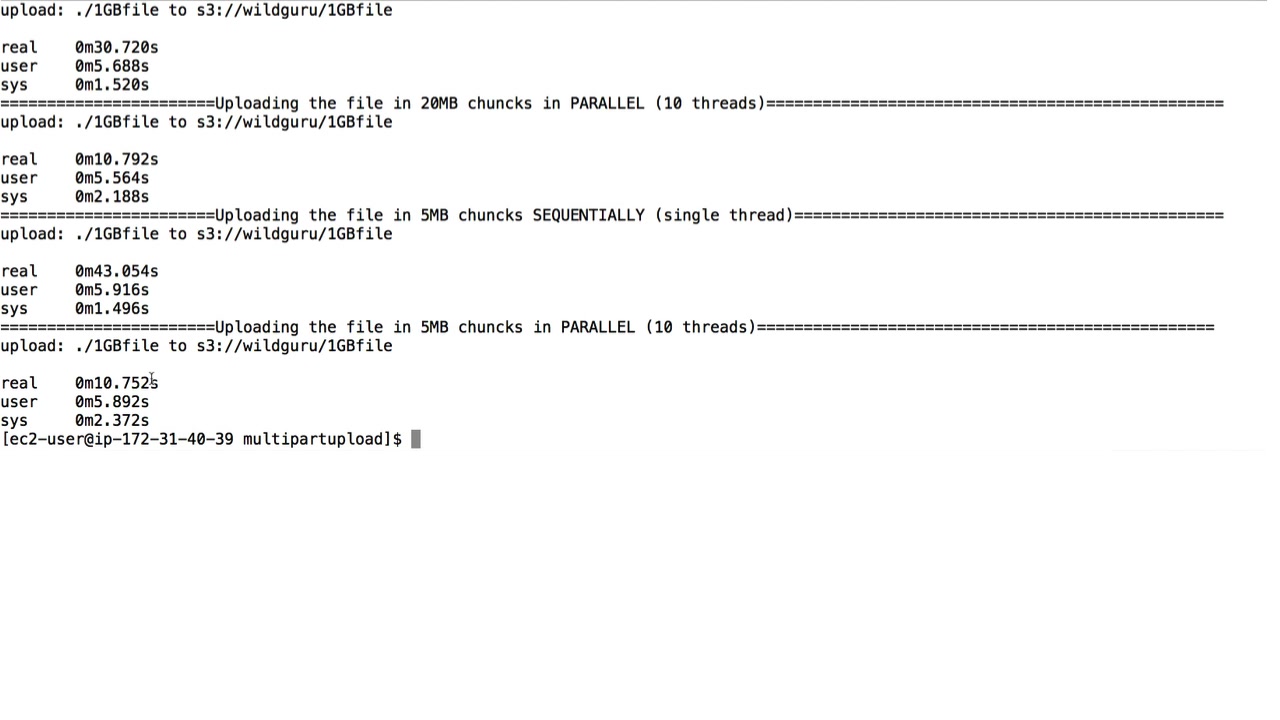 upload: ./1GBfile to s3://wildguru/1GBfile
real    0m30.720s
user    0m5.688s
sys     0m1.520s
=======================Uploading the file in 20MB chuncks in PARALLEL (10 threads)=================================================
upload: ./1GBfile to s3://wildguru/1GBfile
real    0m10.792s
user    0m5.564s
sys     0m2.188s
=======================Uploading the file in 5MB chuncks SEQUENTIALLY (single thread)==============================================
upload: ./1GBfile to s3://wildguru/1GBfile
real    0m43.054s
user    0m5.916s
sys     0m1.496s
=======================Uploading the file in 5MB chuncks in PARALLEL (10 threads)=================================================
upload: ./1GBfile to s3://wildguru/1GBfile
real    0m10.752s
user    0m5.892s
sys     0m2.372s
[ec2-user@ip-172-31-40-39 multipartupload]$